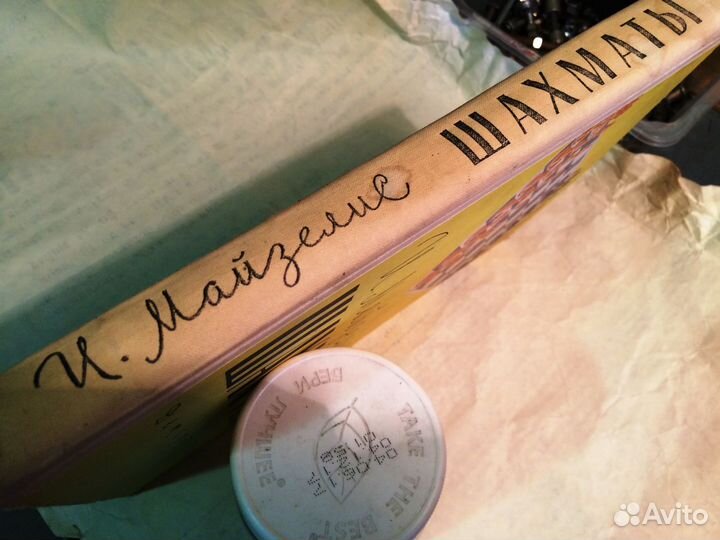 И. Майзелис ШАХМАТЫ
БЕРИ ЛУЧШЕЕ
TAKE THE BEST
Avito